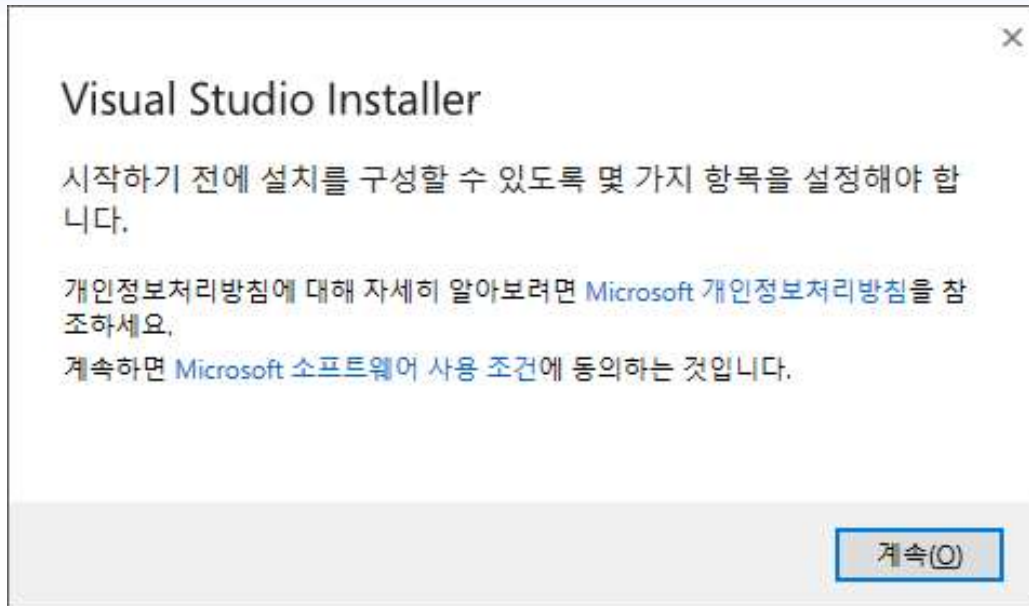 Visual Studio Installer
시작하기 전에 설치를 구성할 수 있도록 몇 가지 항목을 설정해야 합
니다.
개인정보처리방침에 대해 자세히 알아보려면 Microsoft 개인정보처리방침을 참
조하세요.
계속하면 Microsoft 소프트웨어 사용 조건에 동의하는 것입니다.
계속(O)